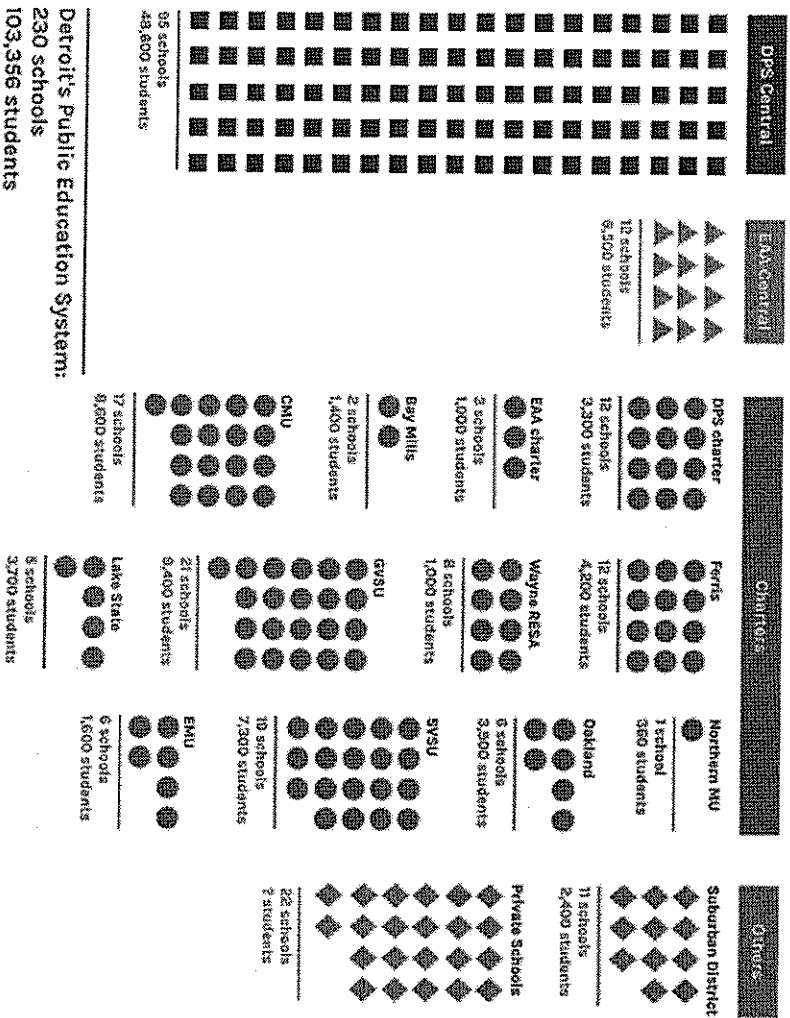 DPS Central
95 schools
48,600 students
EAA Central
12 schools
6,500 students
Charters
DPS charter
12 schools
3,300 students
EAA charter
3 schools
1,000 students
Bay Mills
2 schools
1,400 students
CMU
17 schools
8,600 students
Ferris
12 schools
4,200 students
Wayne RESA
8 schools
1,000 students
GVSU
21 schools
9,400 students
Lake State
5 schools
3,700 students
Northern MU
1 school
360 students
Oakland
6 schools
3,500 students
SVSU
19 schools
7,300 students
EMU
6 schools
1,600 students
Others
Suburban District
11 schools
2,400 students
Private Schools
22 schools
? students
Detroit's Public Education System:
230 schools
103,356 students